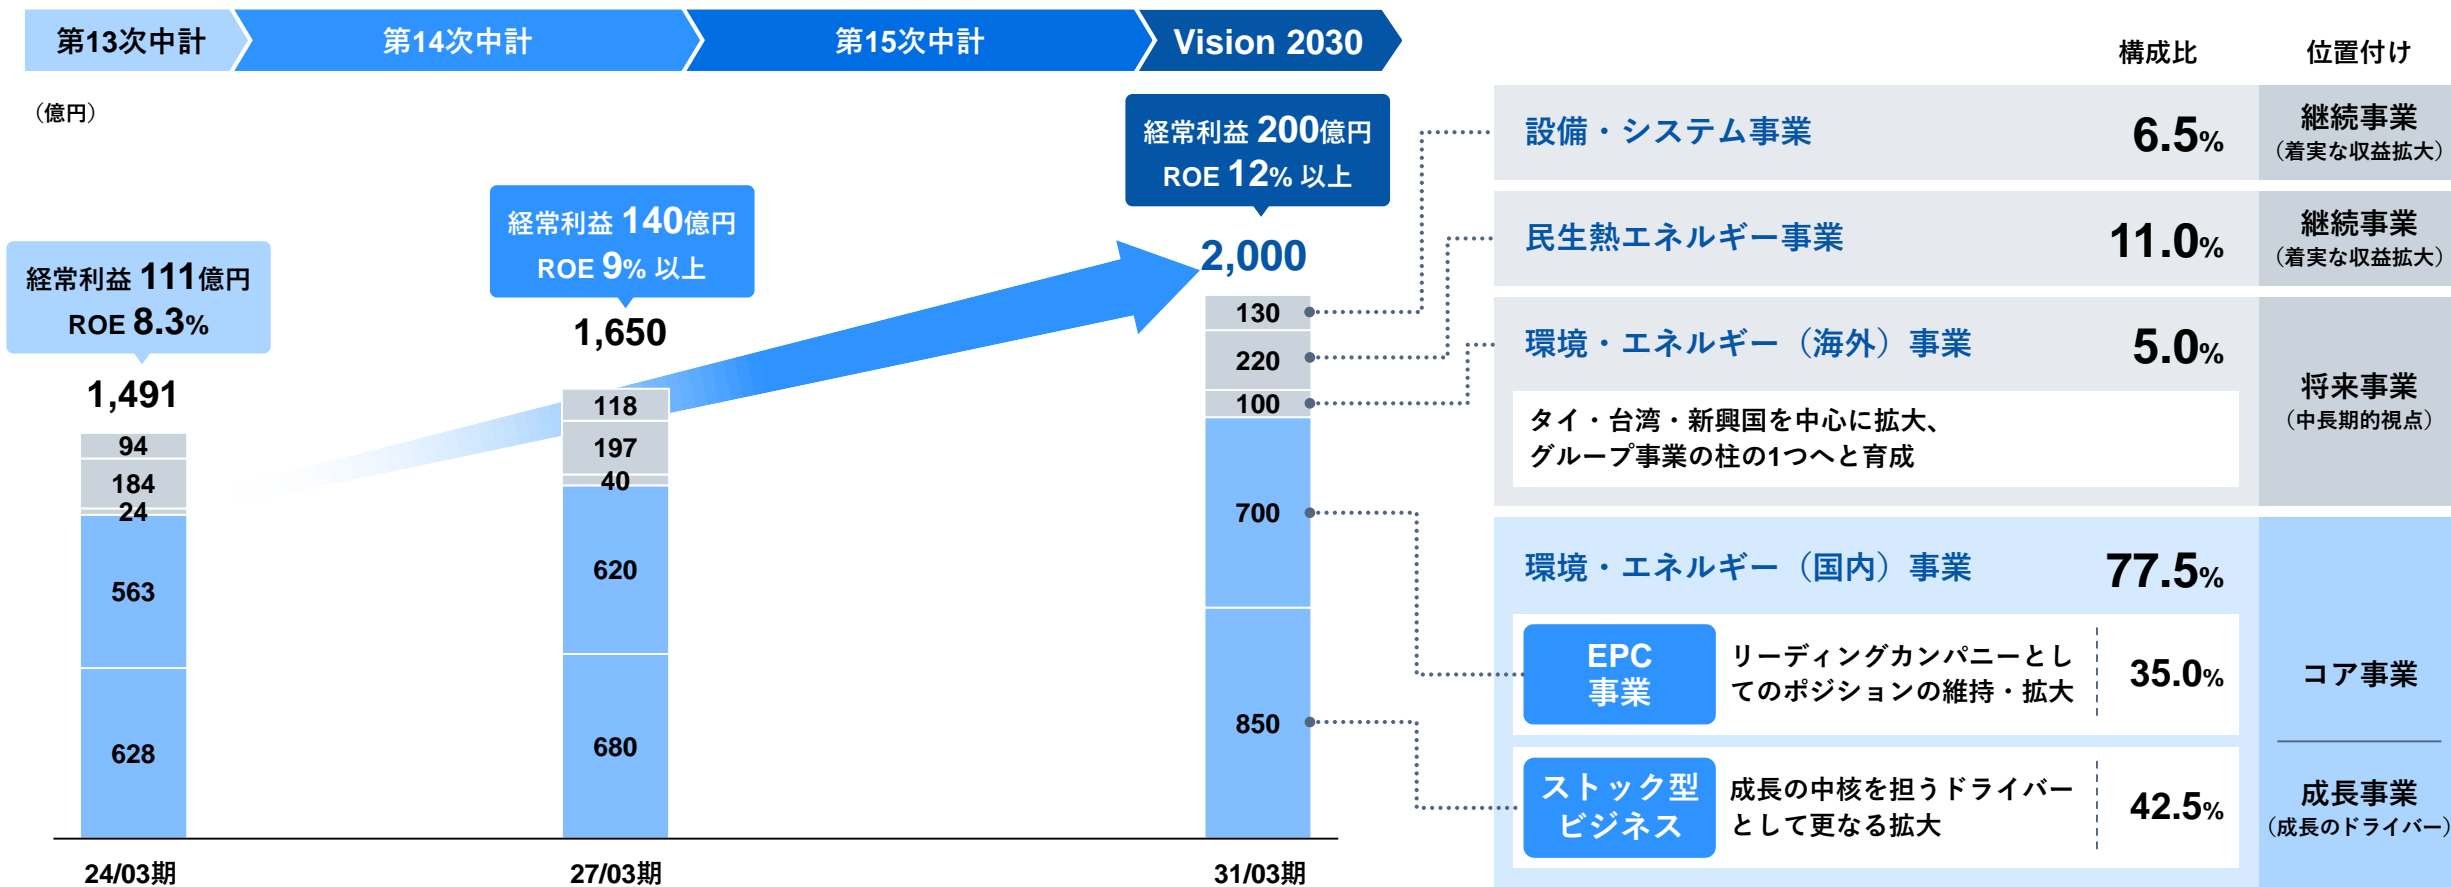 第13次中計
第14次中計
第15次中計
Vision 2030
（億円）
経常利益 111億円
ROE 8.3%
1,491
94
184
24
563
628
24/03期
経常利益 140億円
ROE 9% 以上
1,650
118
197
40
620
680
27/03期
経常利益 200億円
ROE 12% 以上
2,000
130
220
100
700
850
31/03期
構成比
位置付け
設備・システム事業
6.5%
継続事業
（着実な収益拡大）
民生熱エネルギー事業
11.0%
継続事業
（着実な収益拡大）
環境・エネルギー（海外）事業
5.0%
タイ・台湾・新興国を中心に拡大、
グループ事業の柱の1つへと育成
将来事業
（中長期的視点）
環境・エネルギー（国内）事業
77.5%
EPC
事業
リーディングカンパニーとし
てのポジションの維持・拡大
35.0%
コア事業
ストック型
ビジネス
成長の中核を担うドライバー
として更なる拡大
42.5%
成長事業
（成長のドライバー）